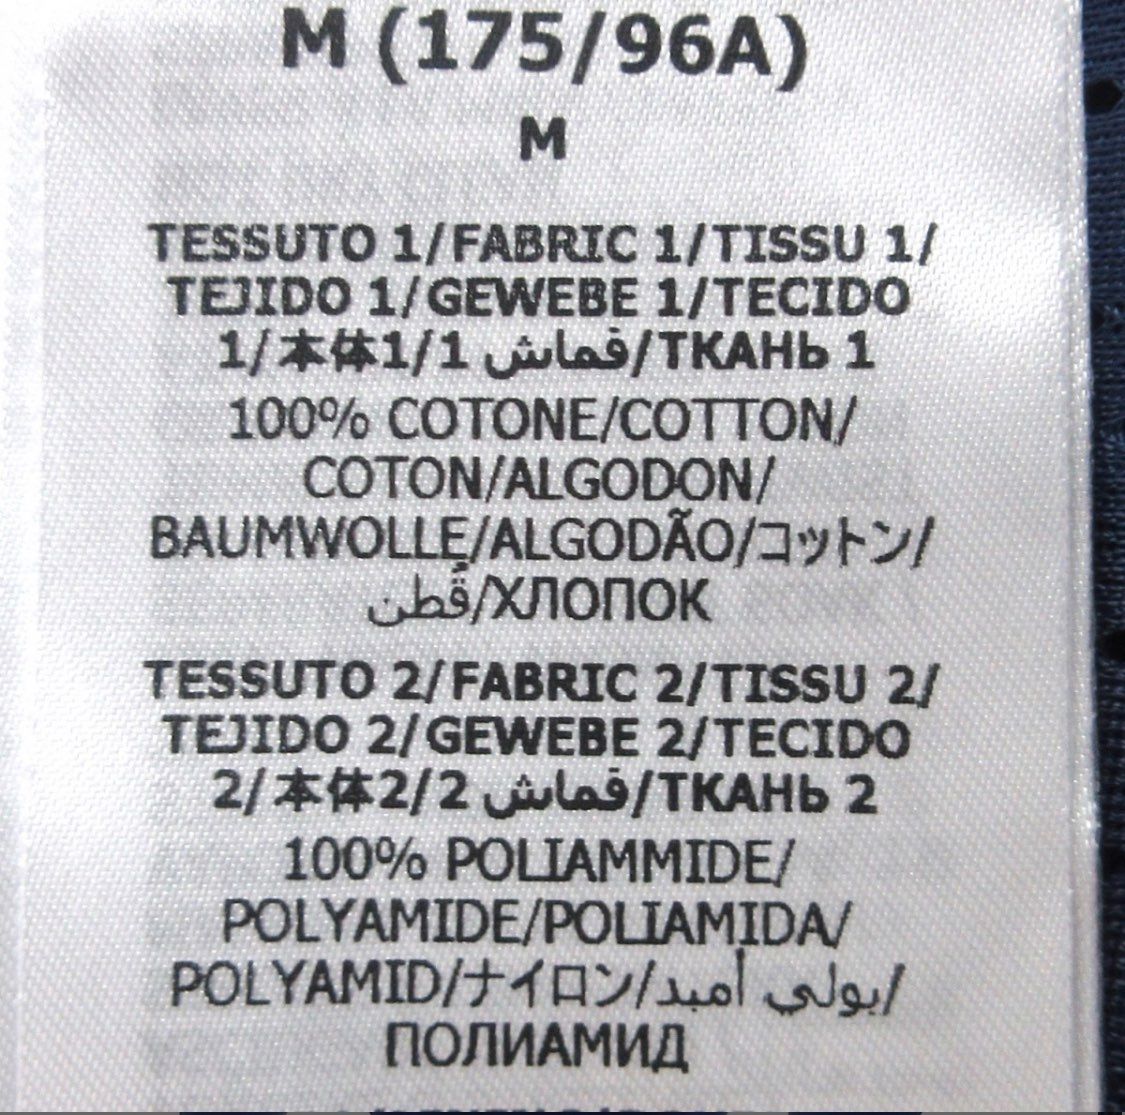 M (175/96A)
M
TESSUTO 1/FABRIC 1/TISSU 1/
TEJIDO 1/GEWEBE 1/TECIDO
1/本体1/1 قماش/ТКАНЬ 1
100% COTONE/COTTON/
COTON/ALGODON/
BAUMWOLLE/ALGODÃO/コットン/
قُطن/ХЛОПОК
TESSUTO 2/FABRIC 2/TISSU 2/
TEJIDO 2/GEWEBE 2/TECIDO
2/本体2/2 قماش/ТКАНЬ 2
100% POLIAMMIDE/
POLYAMIDE/POLIAMIDA/
POLYAMID/ナイロン/بولي أميد/
ПОЛИАМИД